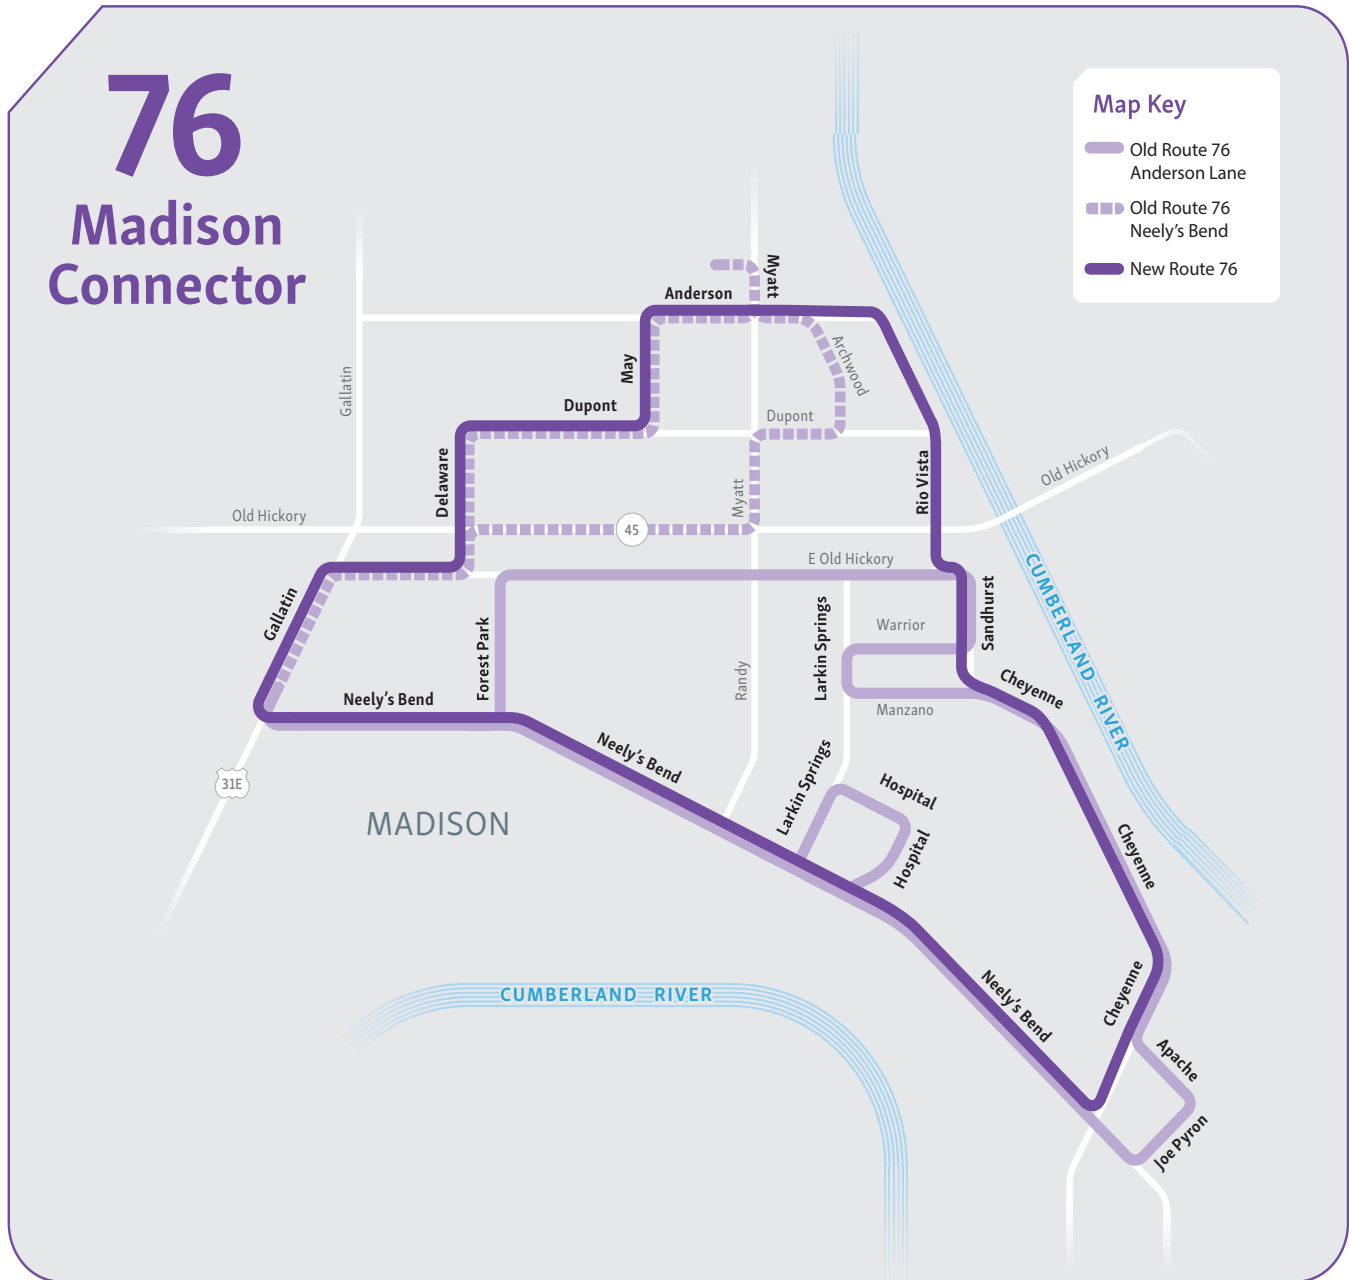 76
Madison
Connector
Map Key
Old Route 76
Anderson Lane
Old Route 76
Neely's Bend
New Route 76
Myatt
Anderson
May
Archwood
Gallatin
Dupont
Dupont
Delaware
Myatt
Rio Vista
Old Hickory
Old Hickory
45
E Old Hickory
CUMBERLAND RIVER
Gallatin
Forest Park
Larkin Springs
Warrior
Sandhurst
Randy
Neely's Bend
Manzano
Cheyenne
Neely's Bend
31E
MADISON
Larkin Springs
Hospital
Hospital
Cheyenne
CUMBERLAND RIVER
Neely's Bend
Cheyenne
Apache
Joe Pyron